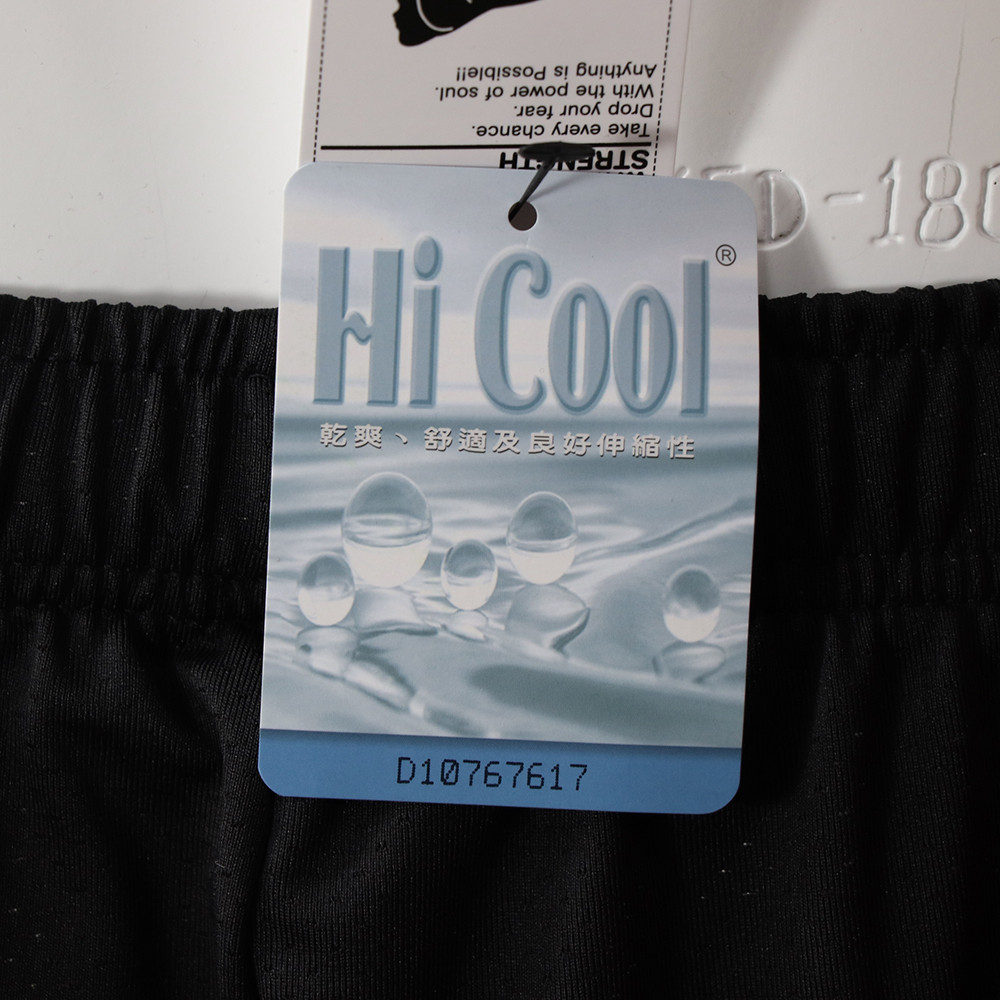 Anything is Possible!!
With the power of soul.
Drop your fear.
Take every chance.
STRENGTH
D-180
Hi Cool®
乾爽、舒適及良好伸縮性
D10767617